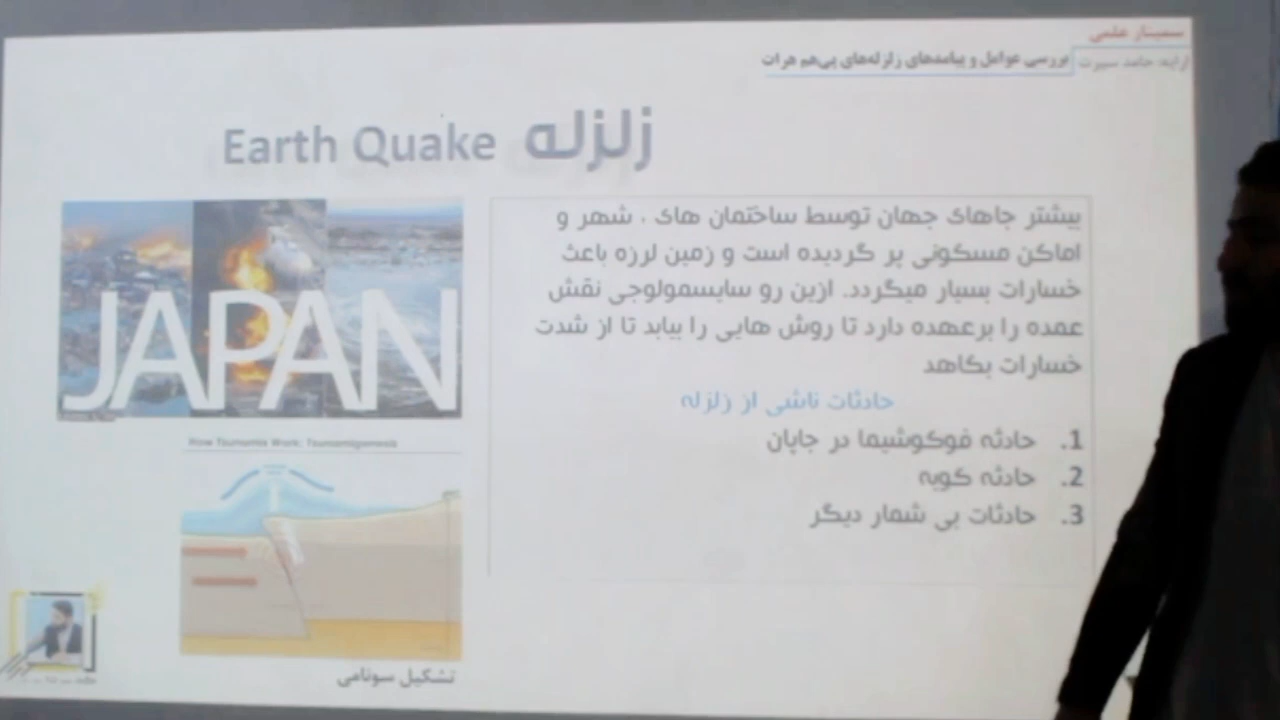 سمینار علمی
بررسی عوامل و پیامدهای زلزله‌های پی‌هم هرات
ارایه: حامد سیرت
زلزله Earth Quake
بیشتر جاهای جهان توسط ساختمان های ، شهر و
اماکن مسکونی پر گردیده است و زمین لرزه باعث
خسارات بسیار میگردد. ازین رو سایسمولوجی نقش
عمده را برعهده دارد تا روش هایی را بیابد تا از شدت
خسارات بکاهد
حادثات ناشی از زلزله
1. حادثه فوکوشیما در جاپان
2. حادثه کوبه
3. حادثات بی شمار دیگر
JAPAN
How Tsunamis Work: Tsunamigenesis
تشکیل سونامی